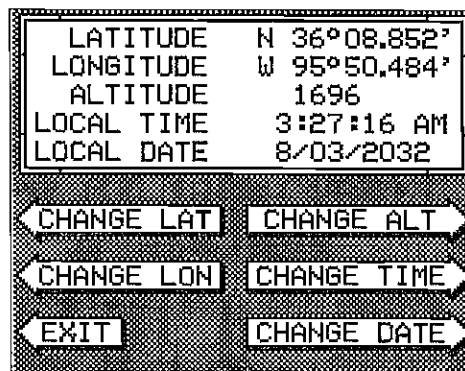 LATITUDE N 36°08.852'
LONGITUDE W 95°50.484'
ALTITUDE 1696
LOCAL TIME 3:27:16 AM
LOCAL DATE 8/03/2032
CHANGE LAT CHANGE ALT
CHANGE LON CHANGE TIME
EXIT CHANGE DATE